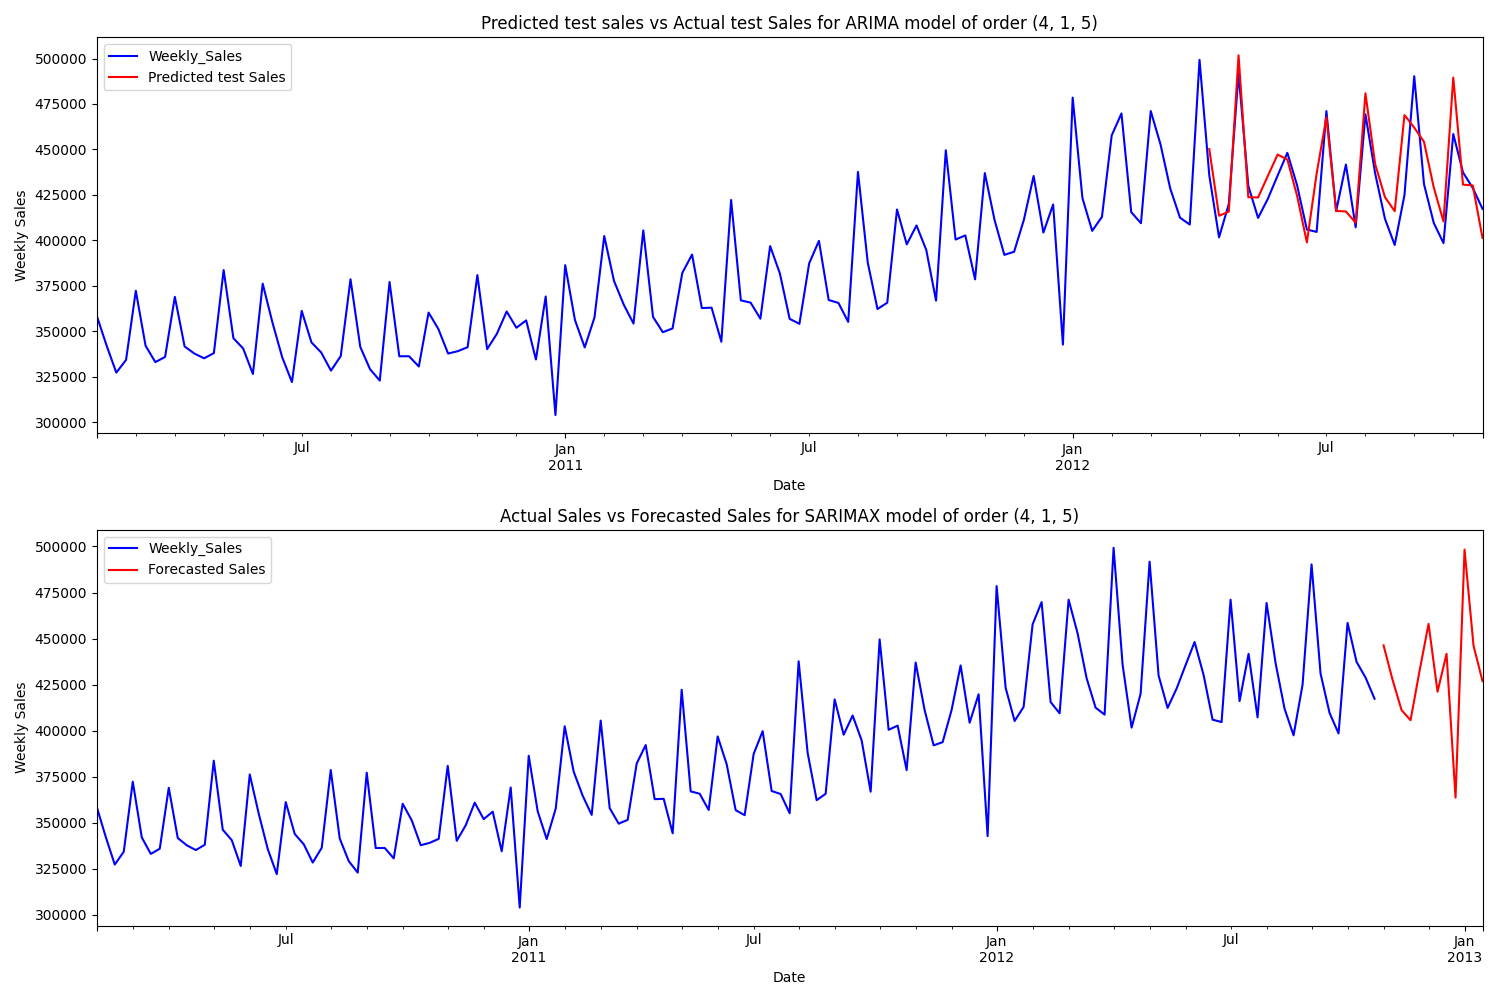 Predicted test sales vs Actual test Sales for ARIMA model of order (4, 1, 5)
Weekly_Sales
Predicted test Sales
500000
475000
450000
425000
400000
375000
350000
325000
300000
Weekly Sales
Jul Jan Jul Jan Jul
2011 2012
Date
Actual Sales vs Forecasted Sales for SARIMAX model of order (4, 1, 5)
Weekly_Sales
Forecasted Sales
500000
475000
450000
425000
400000
375000
350000
325000
300000
Weekly Sales
Jul Jan Jul Jan Jul Jan
2011 2012 2013
Date